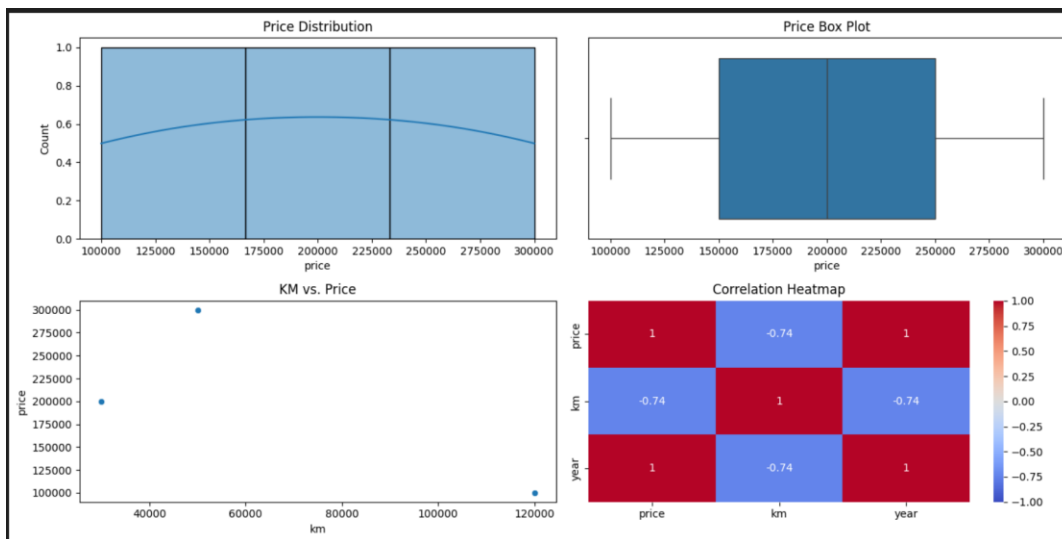 Price Distribution
1.0
0.8
0.6
0.4
0.2
0.0
Count
100000 125000 150000 175000 200000 225000 250000 275000 300000
price
Price Box Plot
100000 125000 150000 175000 200000 225000 250000 275000 300000
price
KM vs. Price
300000
275000
250000
225000
200000
175000
150000
125000
100000
price
40000 60000 80000 100000 120000
km
Correlation Heatmap
price 1 -0.74 1
km -0.74 1 -0.74
year 1 -0.74 1
price km year
1.00
0.75
0.50
0.25
0.00
−0.25
−0.50
−0.75
−1.00